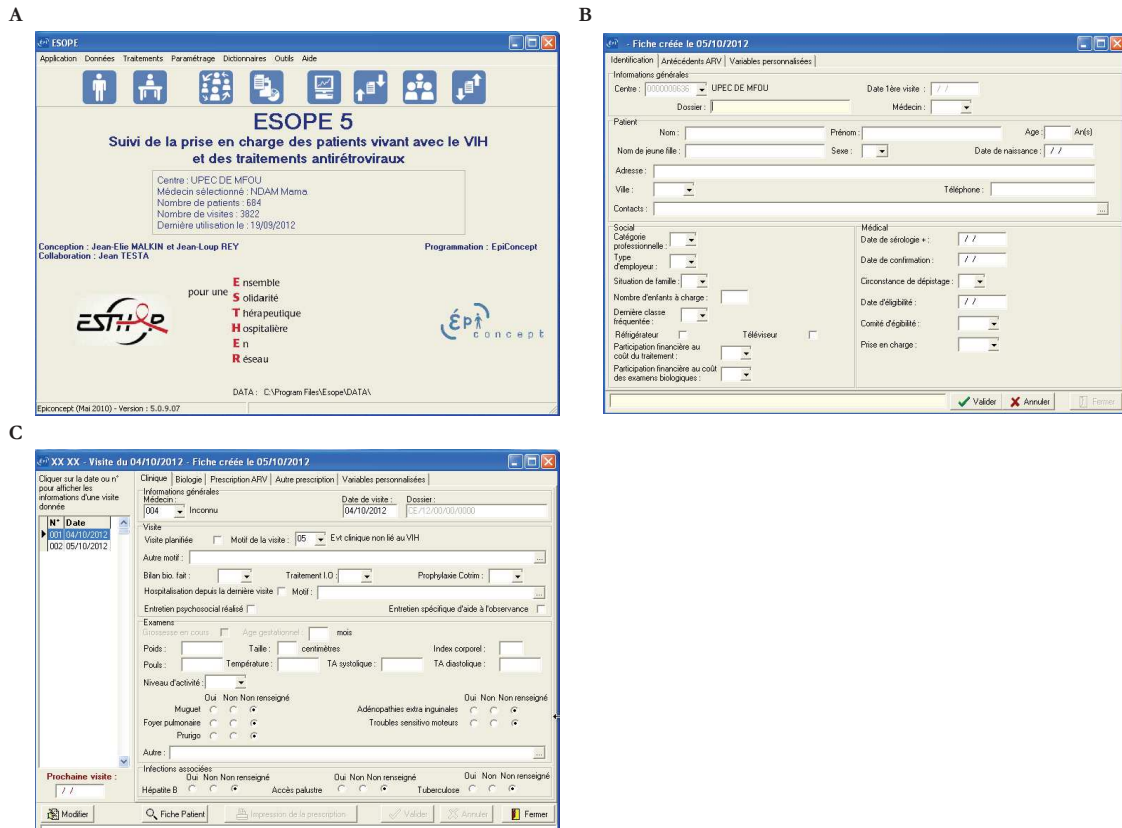 A
ESOPE
Application Données Traitements Paramétrage Dictionnaires Outils Aide
ESOPE 5
Suivi de la prise en charge des patients vivant avec le VIH
et des traitements antirétroviraux
Centre : UPEC DE MFOU
Médecin sélectionné : NDAM Mama
Nombre de patients : 684
Nombre de visites : 3822
Dernière utilisation le : 19/09/2012
Conception : Jean-Elie MALKIN et Jean-Loup REY Programmation : EpiConcept
Collaboration : Jean TESTA
pour une
E nsemble
S olidarité
T hérapeutique
H ospitalière
E n
R éseau
ESTHER
Épi
concept
DATA : C:\Program Files\Esope\DATA\
Epiconcept (Mai 2010) - Version : 5.0.9.07
B
- Fiche créée le 05/10/2012
Identification Antécédents ARV Variables personnalisées
Informations générales
Centre : 0000000636 UPEC DE MFOU Date 1ère visite : / /
Dossier : Médecin :
Patient
Nom : Prénom : Age : An(s)
Nom de jeune fille : Sexe : Date de naissance : / /
Adresse :
Ville : Téléphone :
Contacts : ...
Social
Catégorie
professionnelle :
Type
d'employeur :
Situation de famille :
Nombre d'enfants à charge :
Dernière classe
fréquentée :
Réfrigérateur Téléviseur
Participation financière au
coût du traitement :
Participation financière au coût
des examens biologiques :
Médical
Date de sérologie + : / /
Date de confirmation : / /
Circonstance de dépistage :
Date d'éligibilité : / /
Comité d'égibilité :
Prise en charge :
Valider Annuler Fermer
C
XX XX - Visite du 04/10/2012 - Fiche créée le 05/10/2012
Cliquer sur la date ou n°
pour afficher les
informations d'une visite
donnée
N° Date
001 04/10/2012
002 05/10/2012
Prochaine visite :
/ /
Clinique Biologie Prescription ARV Autre prescription Variables personnalisées
Informations générales
Médecin : Date de visite : Dossier :
004 Inconnu 04/10/2012 CE/12/00/00/0000
Visite
Visite planifiée Motif de la visite : 05 Evt clinique non lié au VIH
Autre motif : ...
Bilan bio. fait : Traitement I.O : Prophylaxie Cotrim :
Hospitalisation depuis la dernière visite Motif : ...
Entretien psychosocial réalisé Entretien spécifique d'aide à l'observance
Examens
Grossesse en cours : Age gestationnel : mois
Poids : Taille : centimètres Index corporel :
Pouls : Température : TA systolique : TA diastolique :
Niveau d'activité :
Oui Non Non renseigné Oui Non Non renseigné
Muguet Adénopathies extra inguinales
Foyer pulmonaire Troubles sensitivo moteurs
Prurigo
Autre : ...
Infections associées
Oui Non Non renseigné Oui Non Non renseigné Oui Non Non renseigné
Hépatite B Accès palustre Tuberculose
Modifier Fiche Patient Impression de la prescription Valider Annuler Fermer